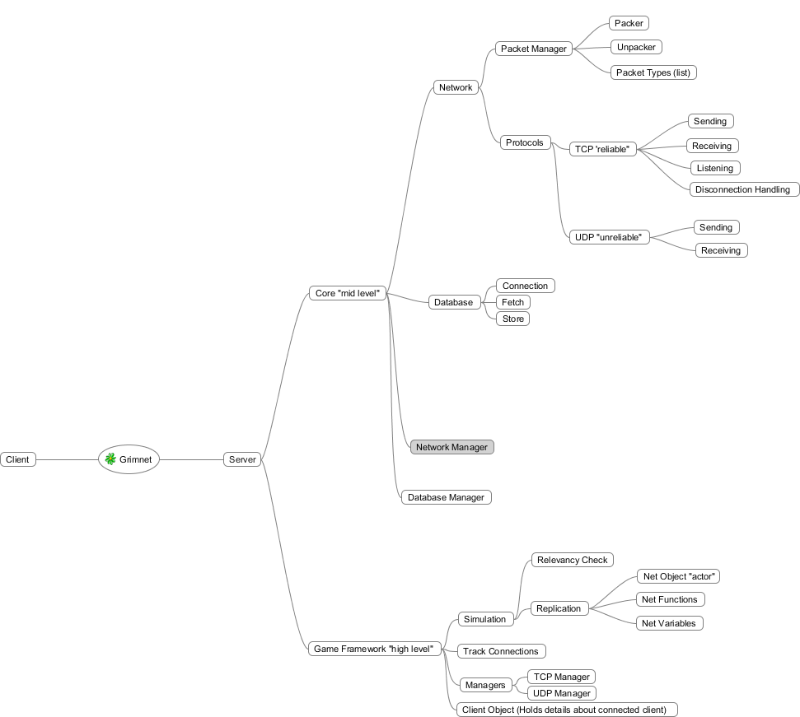 Packer
Packet Manager
Unpacker
Packet Types (list)
Network
Sending
Protocols
TCP 'reliable"
Receiving
Listening
Disconnection Handling
Sending
UDP "unreliable"
Receiving
Connection
Core "mid level"
Database
Fetch
Store
Network Manager
Client
Grimnet
Server
Database Manager
Relevancy Check
Net Object "actor"
Replication
Net Functions
Simulation
Net Variables
Game Framework "high level"
Track Connections
TCP Manager
Managers
UDP Manager
Client Object (Holds details about connected client)